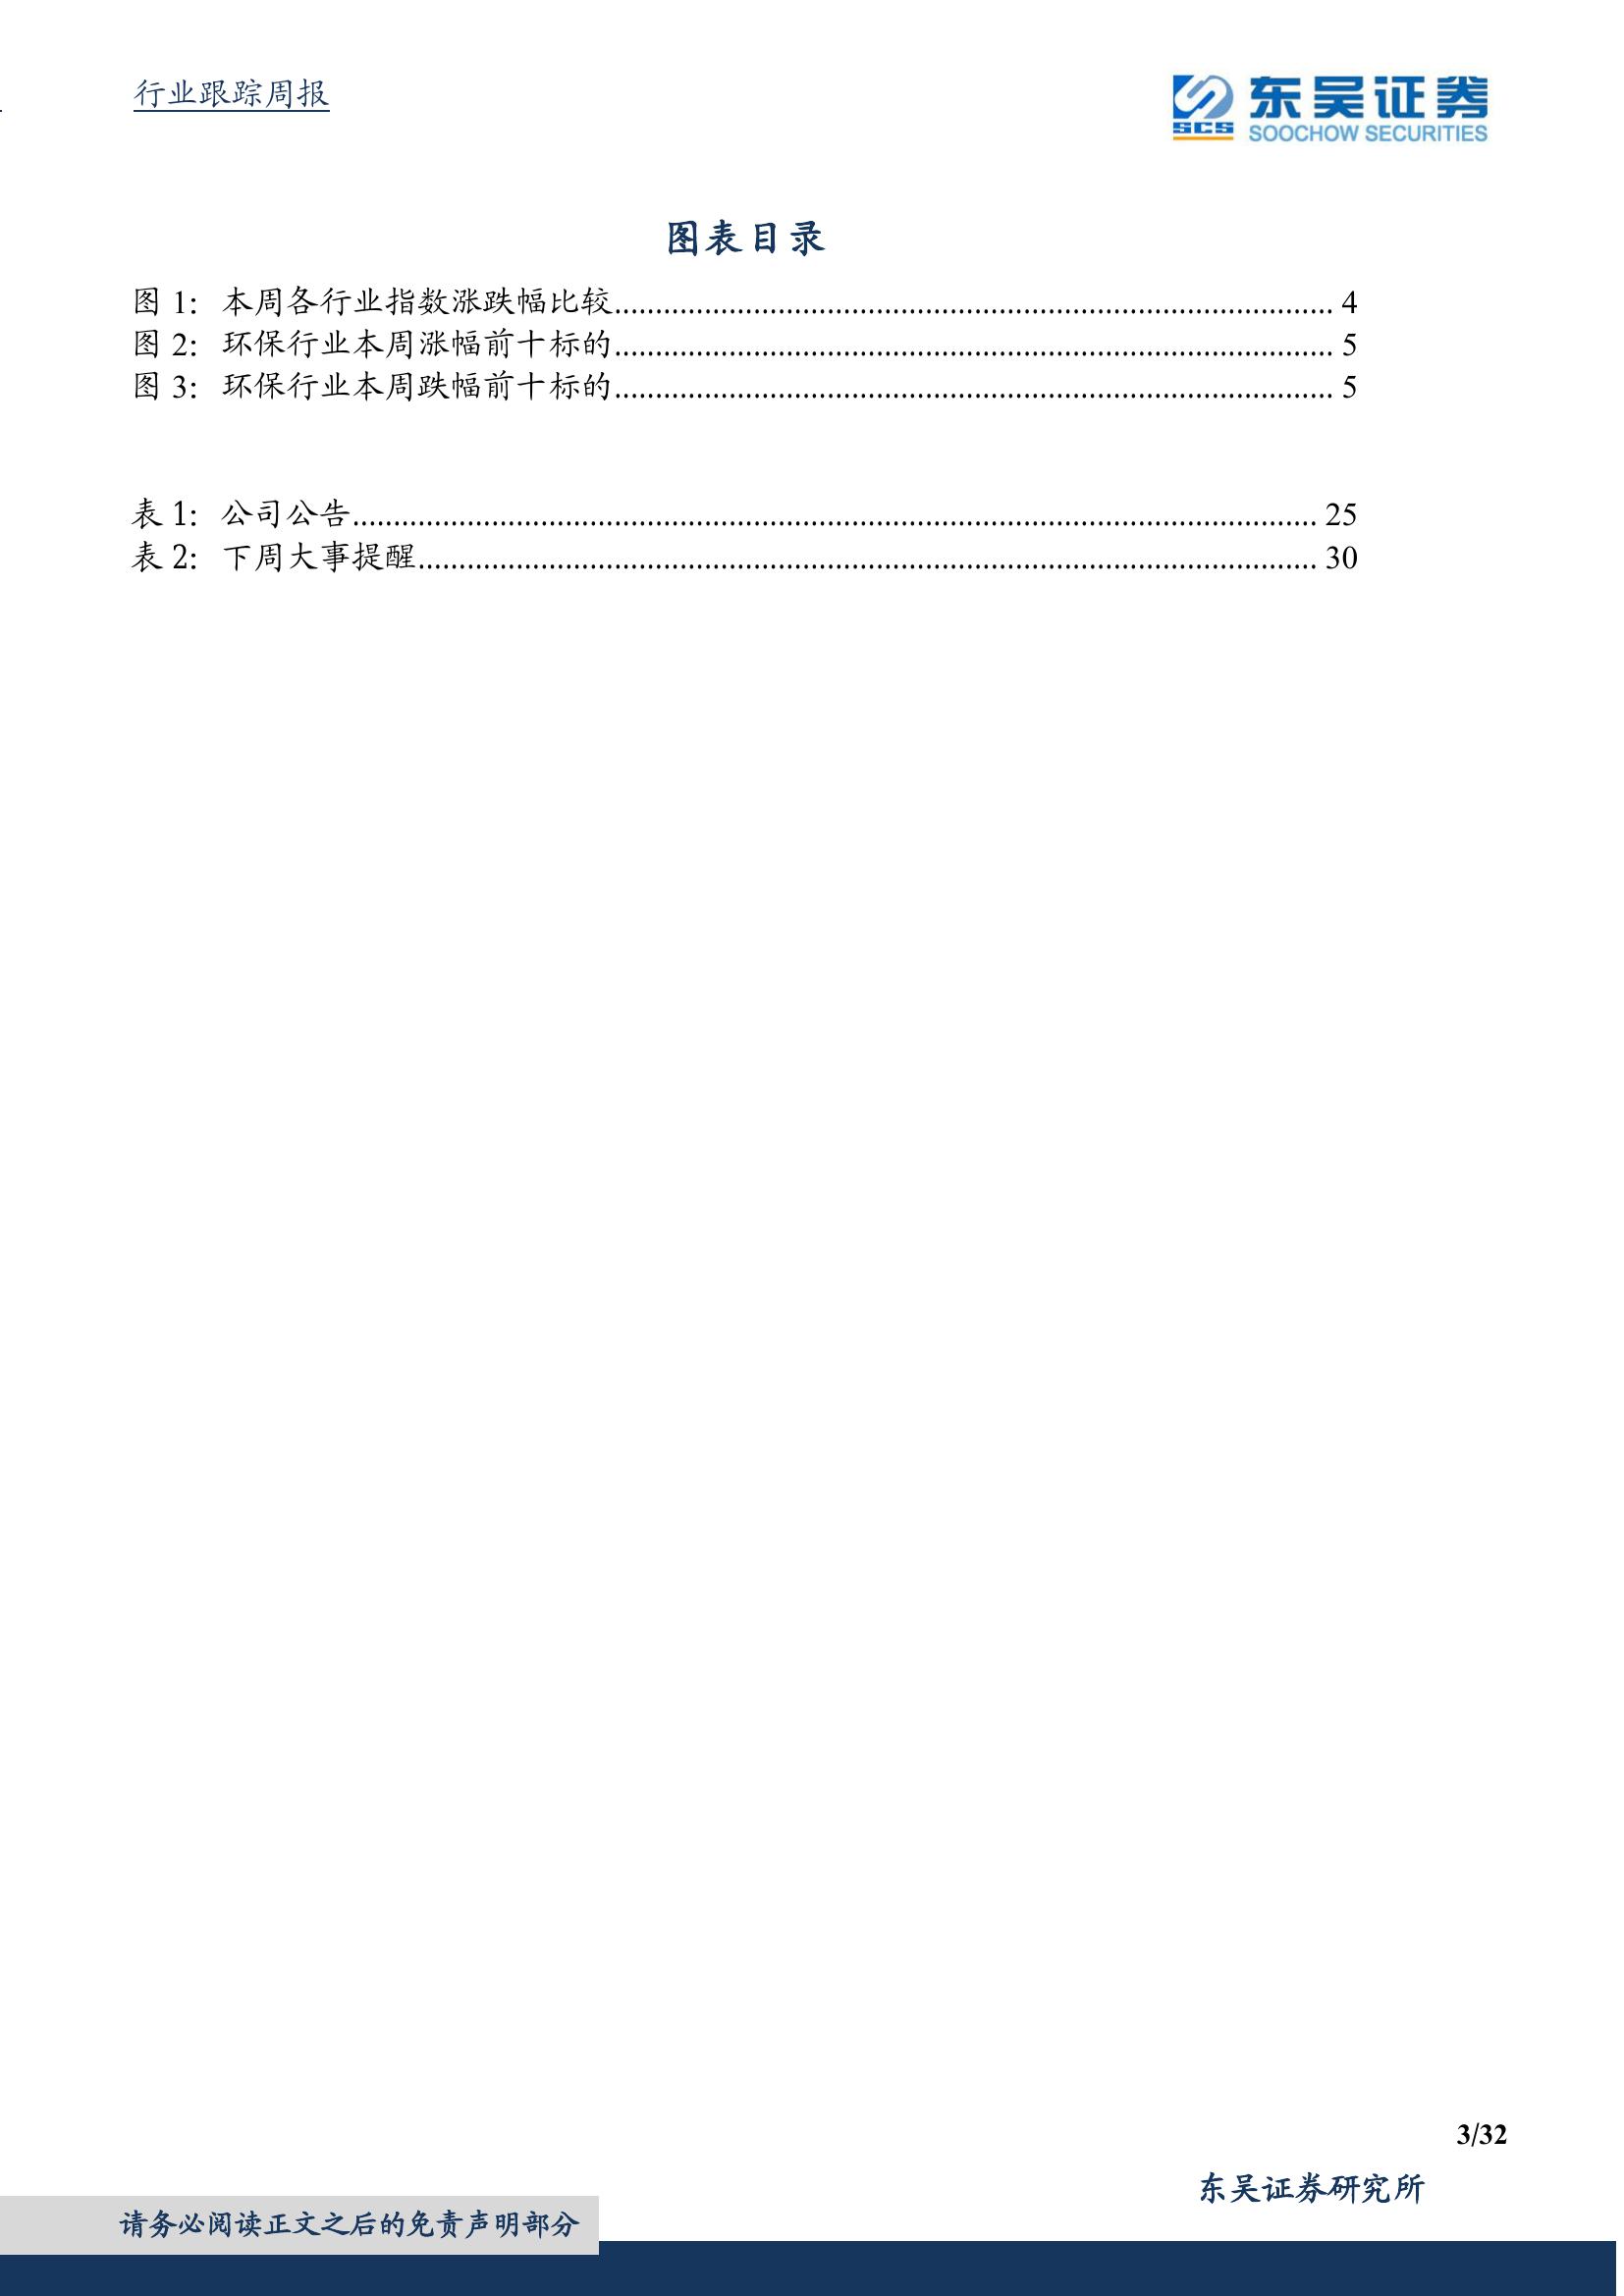 行业跟踪周报
SCS
东吴证券
SOOCHOW SECURITIES
图表目录
图 1: 本周各行业指数涨跌幅比较........................................................................................ 4
图 2: 环保行业本周涨幅前十标的........................................................................................ 5
图 3: 环保行业本周跌幅前十标的........................................................................................ 5
表 1: 公司公告...................................................................................................................... 25
表 2: 下周大事提醒.............................................................................................................. 30
3/32
东吴证券研究所
请务必阅读正文之后的免责声明部分